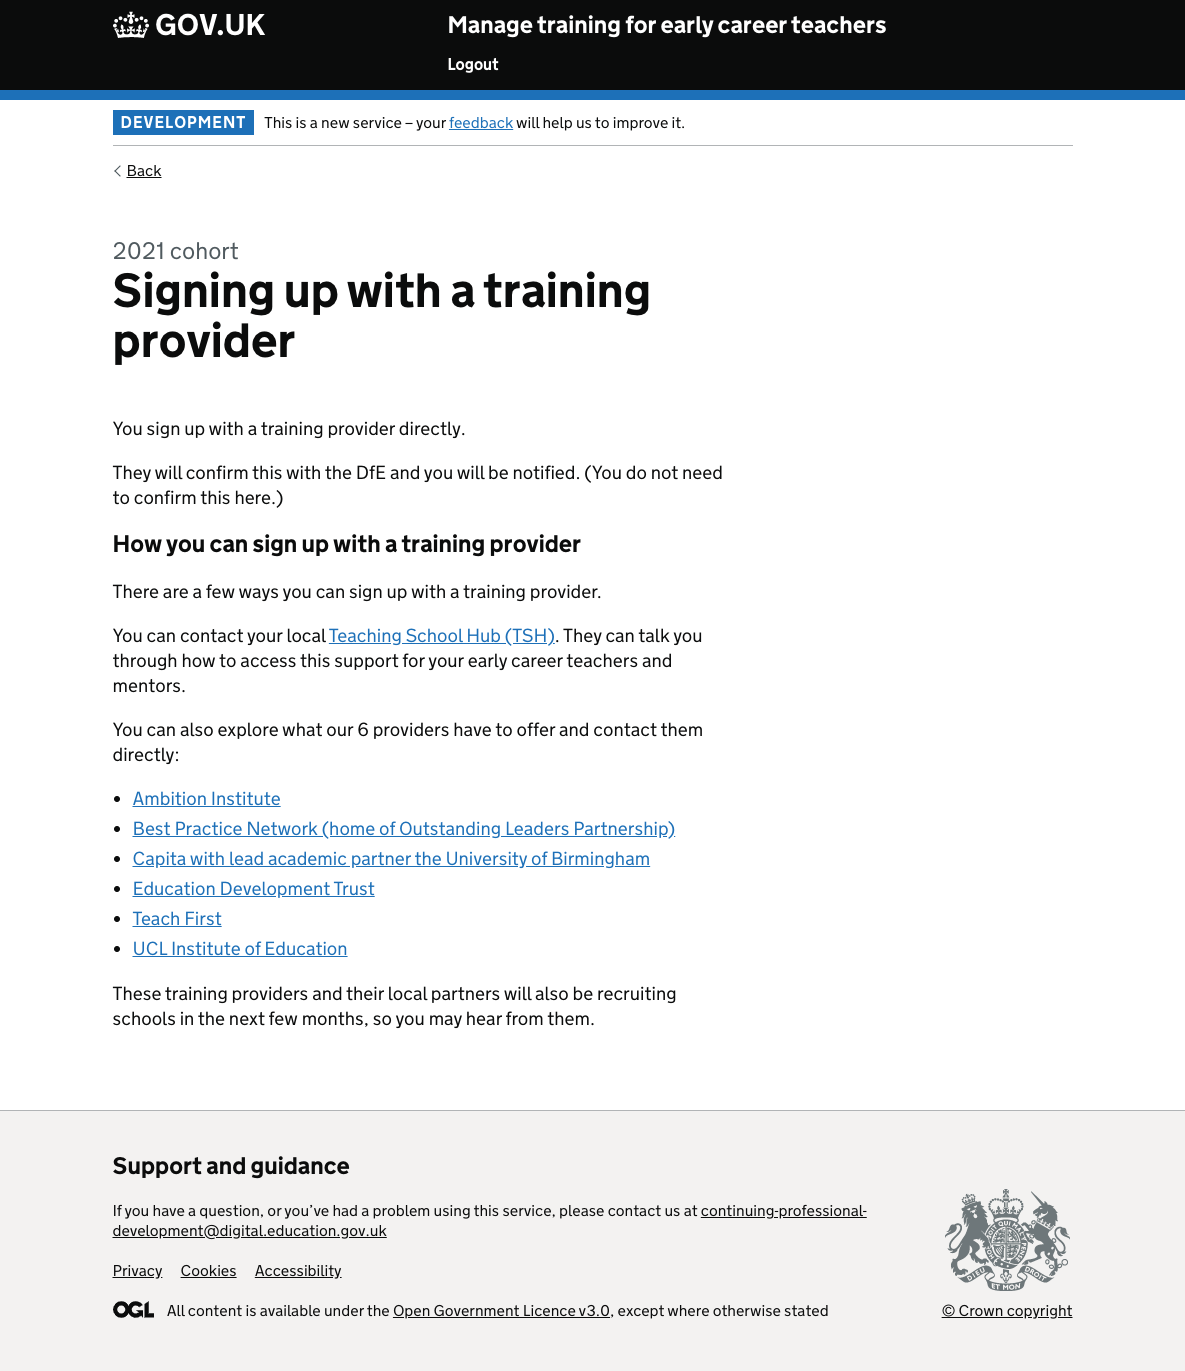 GOV.UK
Manage training for early career teachers
Logout
DEVELOPMENT
This is a new service – your feedback will help us to improve it.
Back
2021 cohort
Signing up with a training
provider
You sign up with a training provider directly.
They will confirm this with the DfE and you will be notified. (You do not need
to confirm this here.)
How you can sign up with a training provider
There are a few ways you can sign up with a training provider.
You can contact your local Teaching School Hub (TSH). They can talk you
through how to access this support for your early career teachers and
mentors.
You can also explore what our 6 providers have to offer and contact them
directly:
• Ambition Institute
• Best Practice Network (home of Outstanding Leaders Partnership)
• Capita with lead academic partner the University of Birmingham
• Education Development Trust
• Teach First
• UCL Institute of Education
These training providers and their local partners will also be recruiting
schools in the next few months, so you may hear from them.
Support and guidance
If you have a question, or you’ve had a problem using this service, please contact us at continuing-professional-
development@digital.education.gov.uk
Privacy Cookies Accessibility
OGL All content is available under the Open Government Licence v3.0, except where otherwise stated
DIEU ET MON DROIT
© Crown copyright